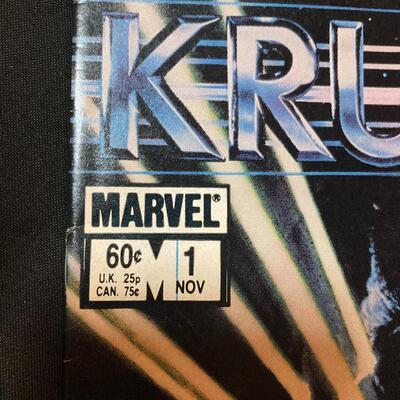 KRU
MARVEL®
60¢ M 1
U.K. 25p NOV
CAN. 75¢